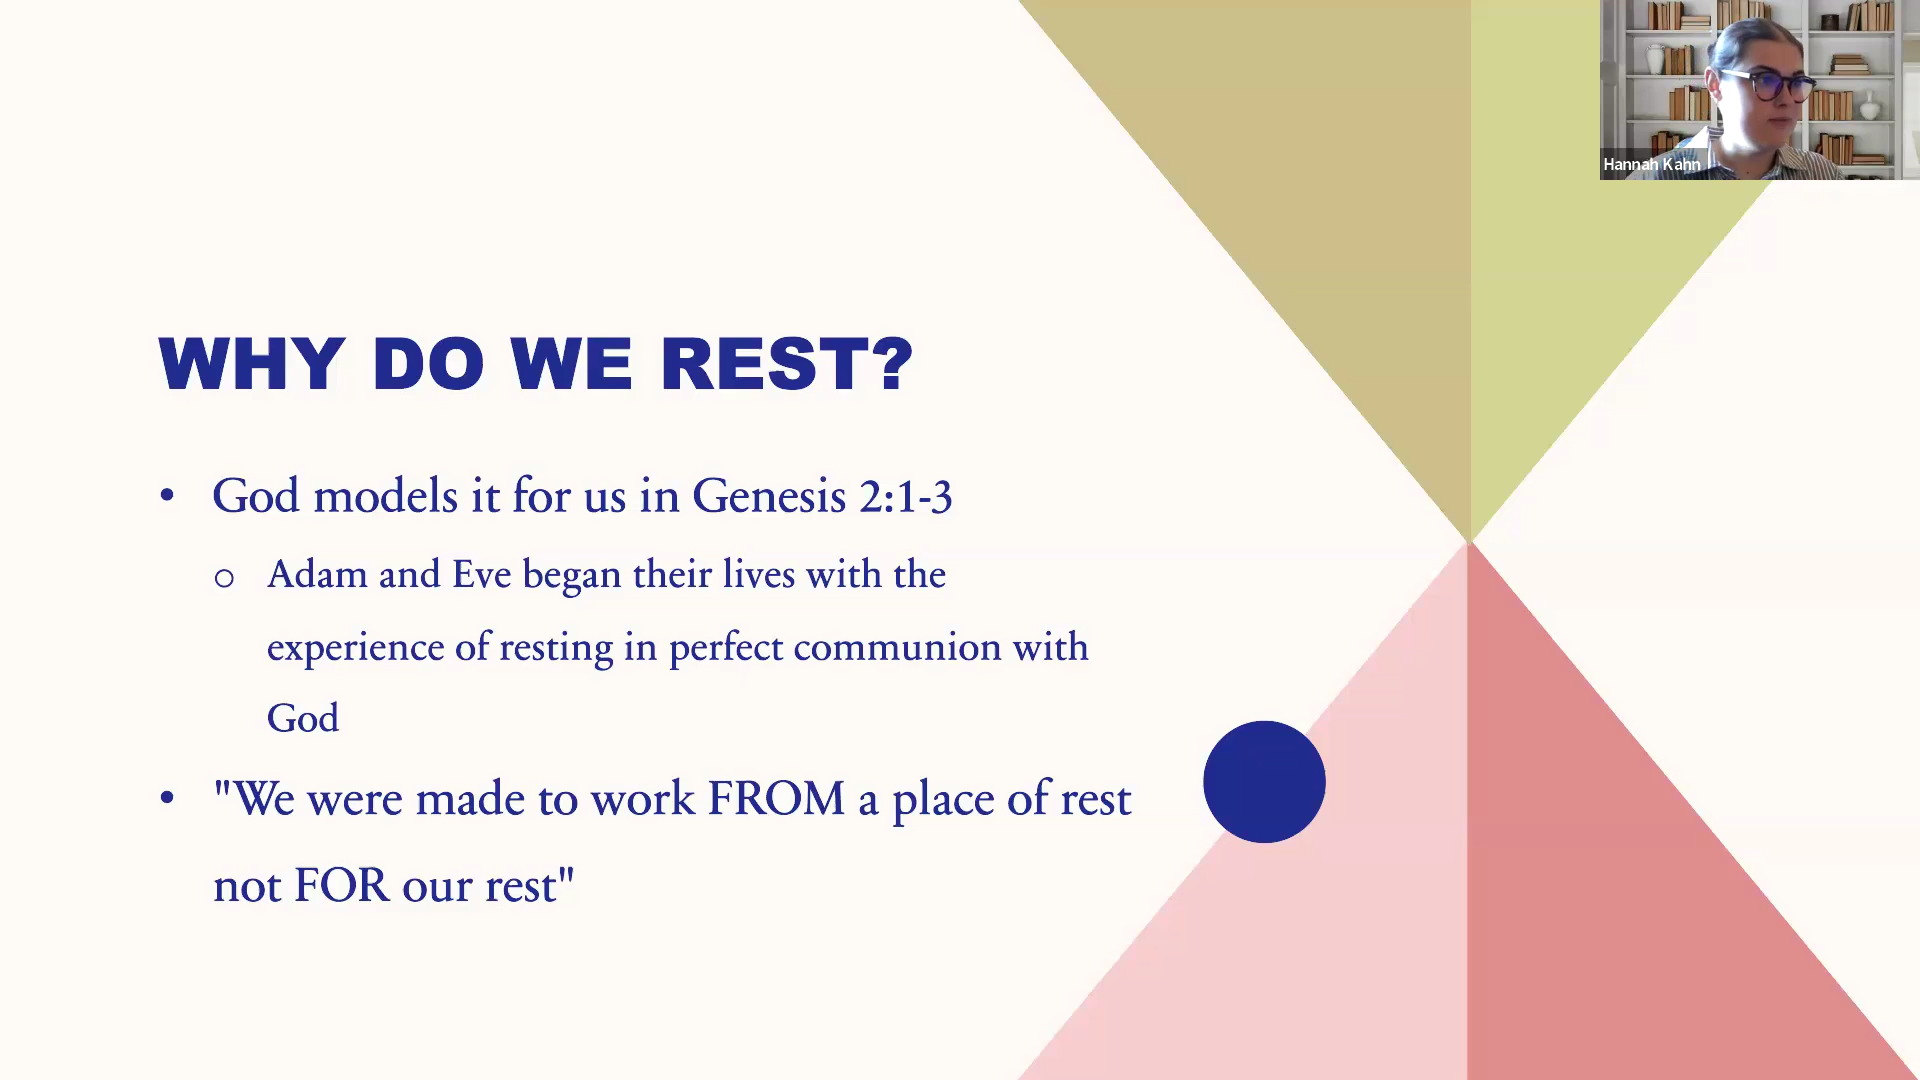 Hannah Kahn
WHY DO WE REST?
• God models it for us in Genesis 2:1-3
o Adam and Eve began their lives with the
experience of resting in perfect communion with
God
• "We were made to work FROM a place of rest
not FOR our rest"